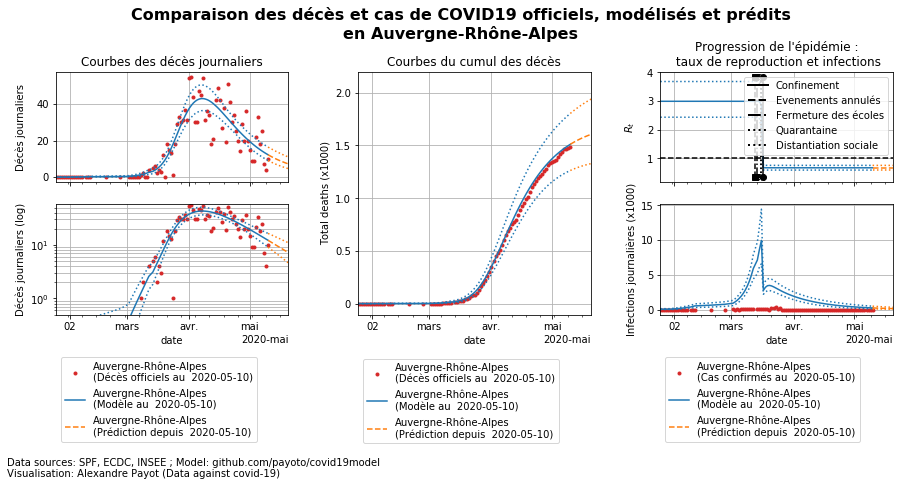 Comparaison des décès et cas de COVID19 officiels, modélisés et prédits
en Auvergne-Rhône-Alpes
Courbes des décès journaliers
Décès journaliers
40
20
0
Décès journaliers (log)
10¹
10⁰
02
mars
avr.
mai
date
2020-mai
Auvergne-Rhône-Alpes
(Décès officiels au 2020-05-10)
Auvergne-Rhône-Alpes
(Modèle au 2020-05-10)
Auvergne-Rhône-Alpes
(Prédiction depuis 2020-05-10)
Courbes du cumul des décès
Total deaths (x1000)
2.0
1.5
1.0
0.5
0
02
mars
avr.
mai
date
2020-mai
Auvergne-Rhône-Alpes
(Décès officiels au 2020-05-10)
Auvergne-Rhône-Alpes
(Modèle au 2020-05-10)
Auvergne-Rhône-Alpes
(Prédiction depuis 2020-05-10)
Progression de l'épidémie :
taux de reproduction et infections
Rₜ
4
3
2
1
Confinement
Evenements annulés
Fermeture des écoles
Quarantaine
Distantiation sociale
Infections journalières (x1000)
15
10
5
0
02
mars
avr.
mai
date
2020-mai
Auvergne-Rhône-Alpes
(Cas confirmés au 2020-05-10)
Auvergne-Rhône-Alpes
(Modèle au 2020-05-10)
Auvergne-Rhône-Alpes
(Prédiction depuis 2020-05-10)
Data sources: SPF, ECDC, INSEE ; Model: github.com/payoto/covid19model
Visualisation: Alexandre Payot (Data against covid-19)